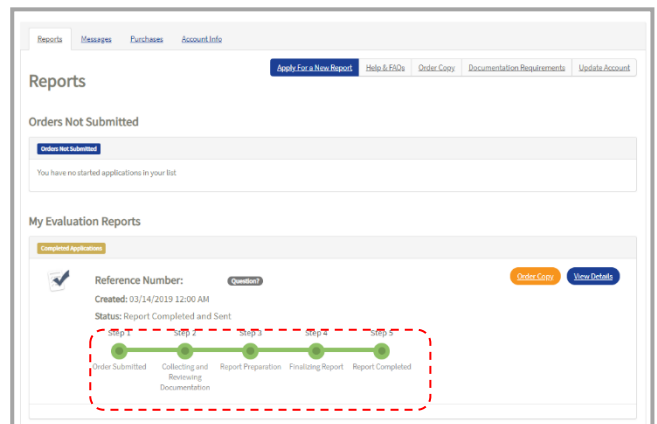 Reports Messages Purchases Account Info
Apply For a New Report Help & FAQs Order Copy Documentation Requirements Update Account
Reports
Orders Not Submitted
Orders Not Submitted
You have no started applications in your list
My Evaluation Reports
Completed Applications
Reference Number: Question?
Order Copy View Details
Created: 03/14/2019 12:00 AM
Status: Report Completed and Sent
Step 1 Step 2 Step 3 Step 4 Step 5
Order Submitted Collecting and Report Preparation Finalizing Report Report Completed
Reviewing
Documentation